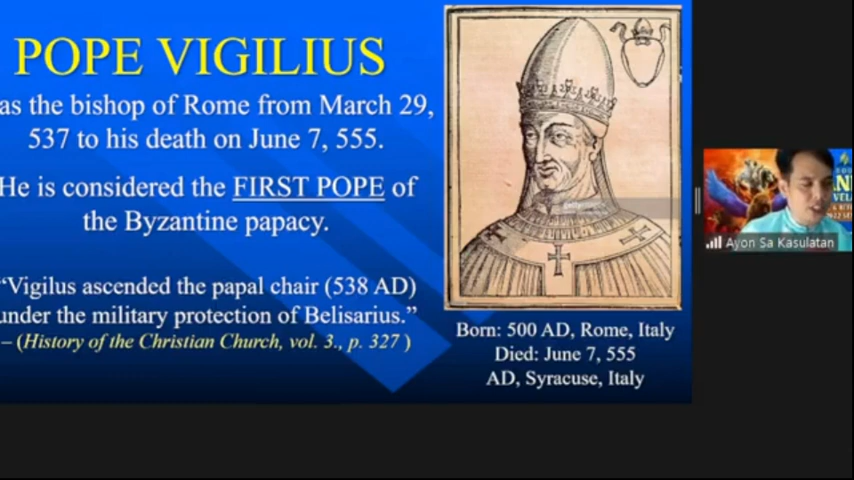 POPE VIGILIUS
as the bishop of Rome from March 29,
537 to his death on June 7, 555.
He is considered the FIRST POPE of
the Byzantine papacy.
“Vigilus ascended the papal chair (538 AD)
under the military protection of Belisarius.”
– (History of the Christian Church, vol. 3., p. 327 )
Born: 500 AD, Rome, Italy
Died: June 7, 555
AD, Syracuse, Italy
Ayon Sa Kasulatan